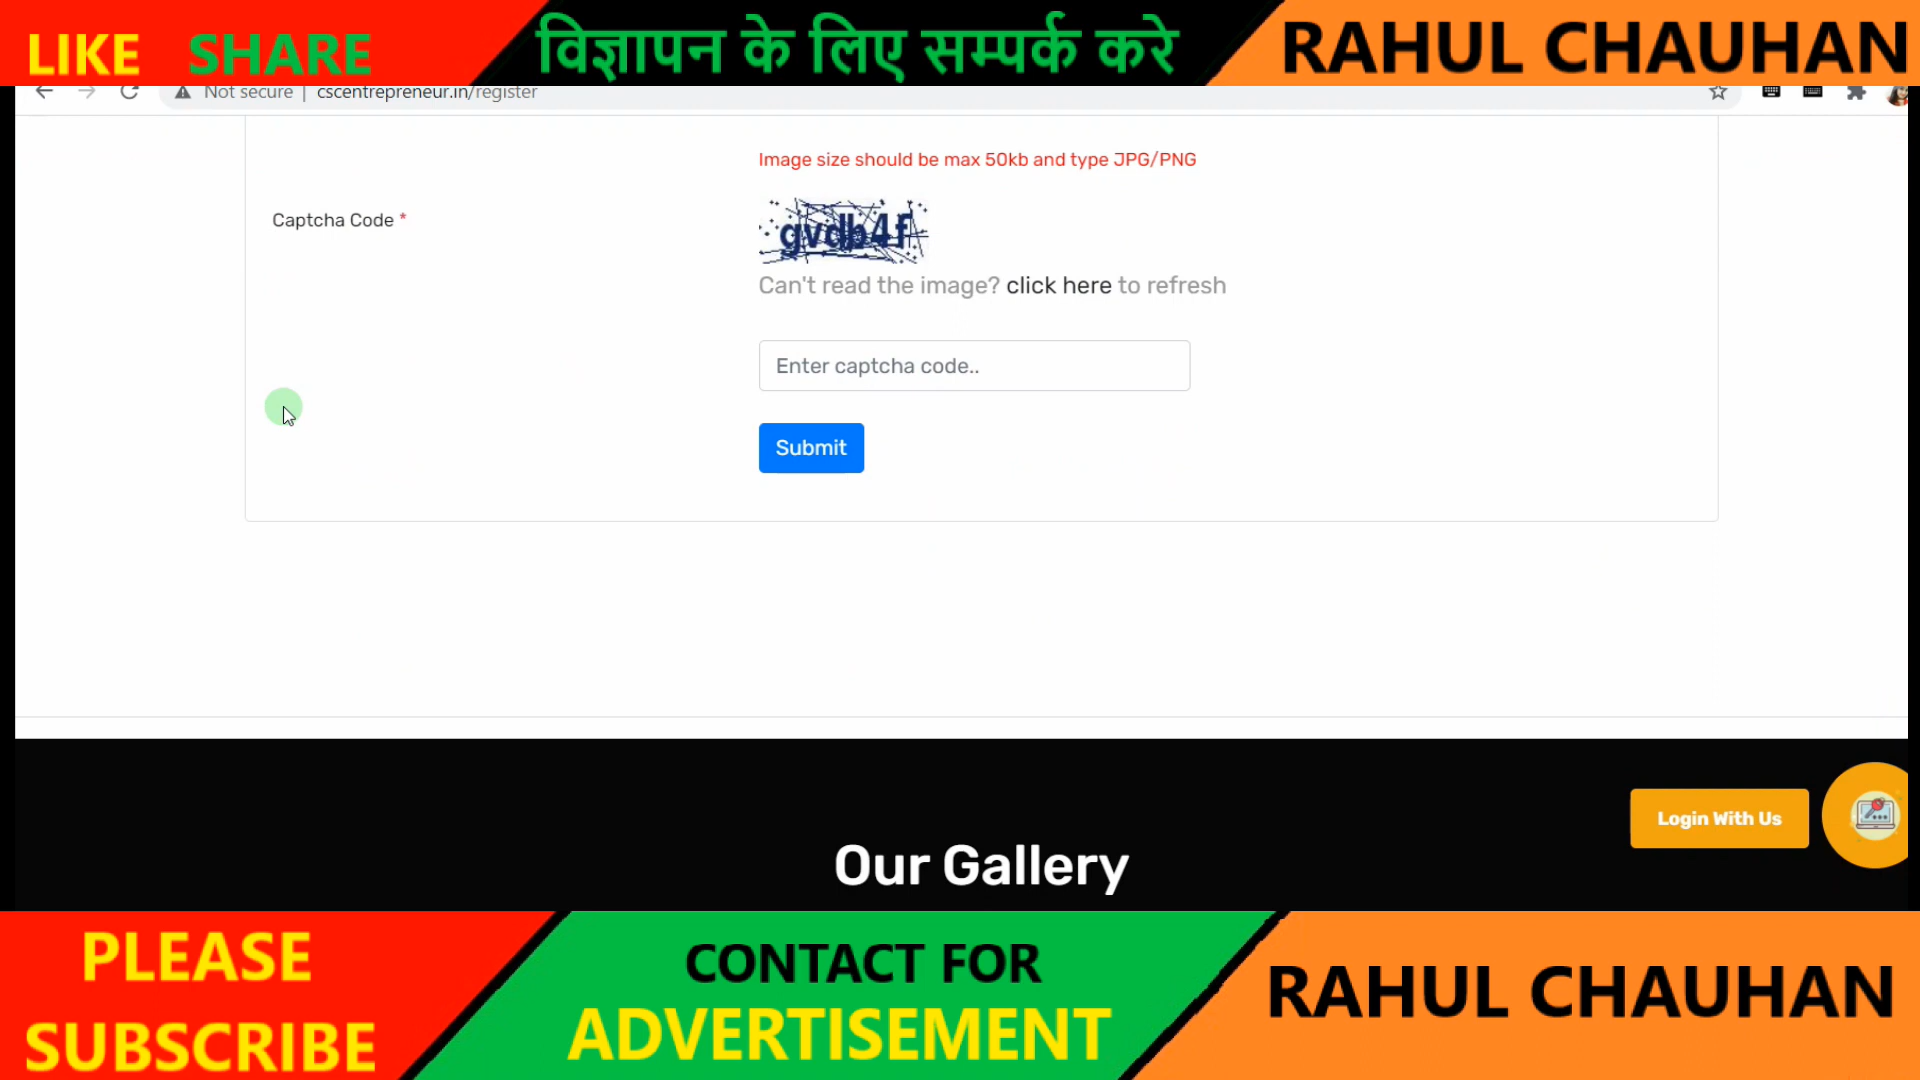 LIKE SHARE
विज्ञापन के लिए सम्पर्क करे
RAHUL CHAUHAN
Not secure | cscentrepreneur.in/register
Image size should be max 50kb and type JPG/PNG
Captcha Code *
gvdb4f
Can't read the image? click here to refresh
Enter captcha code..
Submit
Login With Us
Our Gallery
PLEASE
SUBSCRIBE
CONTACT FOR
ADVERTISEMENT
RAHUL CHAUHAN